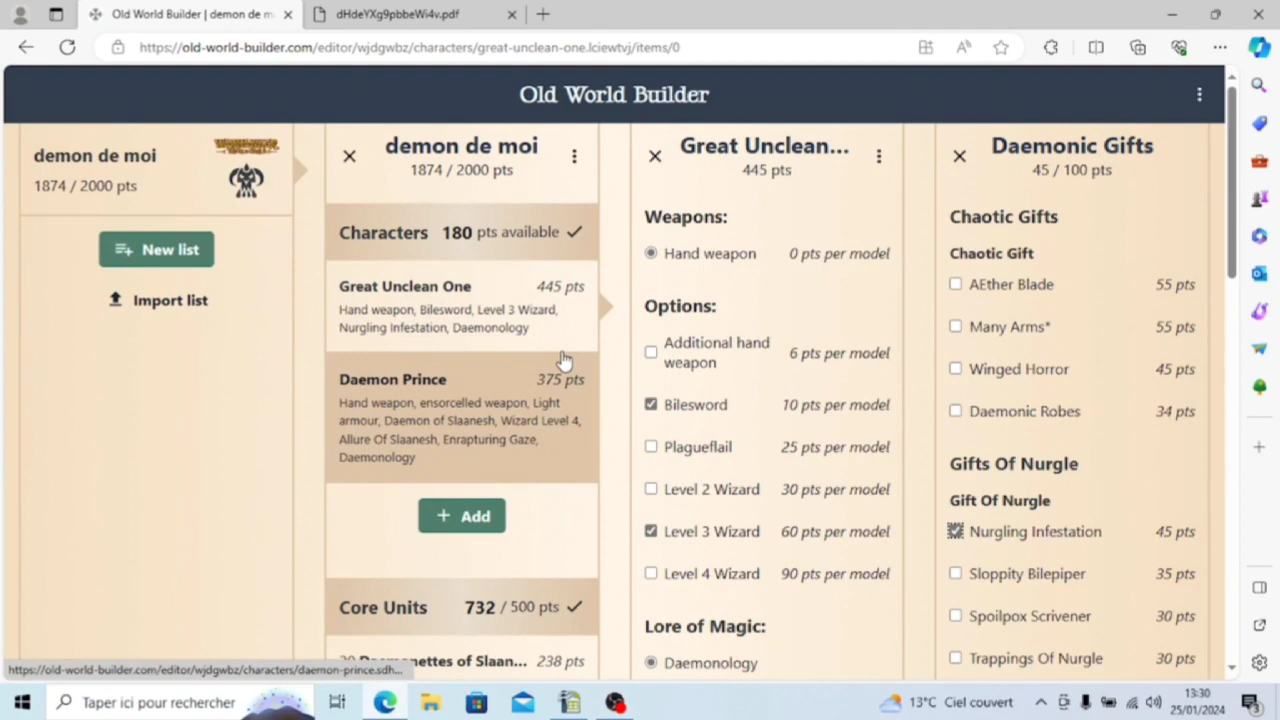 Old World Builder | demon de m
dHdeYXg9pbbeWi4v.pdf
https://old-world-builder.com/editor/wjdgwbz/characters/great-unclean-one.lciewtvj/items/0
Old World Builder
demon de moi
1874 / 2000 pts
New list
Import list
demon de moi
1874 / 2000 pts
Characters 180 pts available
Great Unclean One 445 pts
Hand weapon, Bilesword, Level 3 Wizard,
Nurgling Infestation, Daemonology
Daemon Prince 375 pts
Hand weapon, ensorcelled weapon, Light
armour, Daemon of Slaanesh, Wizard Level 4,
Allure Of Slaanesh, Enrapturing Gaze,
Daemonology
Add
Core Units 732 / 500 pts
20 Daemonettes of Slaan... 238 pts
Great Unclean...
445 pts
Weapons:
Hand weapon 0 pts per model
Options:
Additional hand
weapon 6 pts per model
Bilesword 10 pts per model
Plagueflail 25 pts per model
Level 2 Wizard 30 pts per model
Level 3 Wizard 60 pts per model
Level 4 Wizard 90 pts per model
Lore of Magic:
Daemonology
Daemonic Gifts
45 / 100 pts
Chaotic Gifts
Chaotic Gift
AEther Blade 55 pts
Many Arms* 55 pts
Winged Horror 45 pts
Daemonic Robes 34 pts
Gifts Of Nurgle
Gift Of Nurgle
Nurgling Infestation 45 pts
Sloppity Bilepiper 35 pts
Spoilpox Scrivener 30 pts
Trappings Of Nurgle 30 pts
https://old-world-builder.com/editor/wjdgwbz/characters/daemon-prince.sdh...
Taper ici pour rechercher
13°C Ciel couvert
13:30
25/01/2024